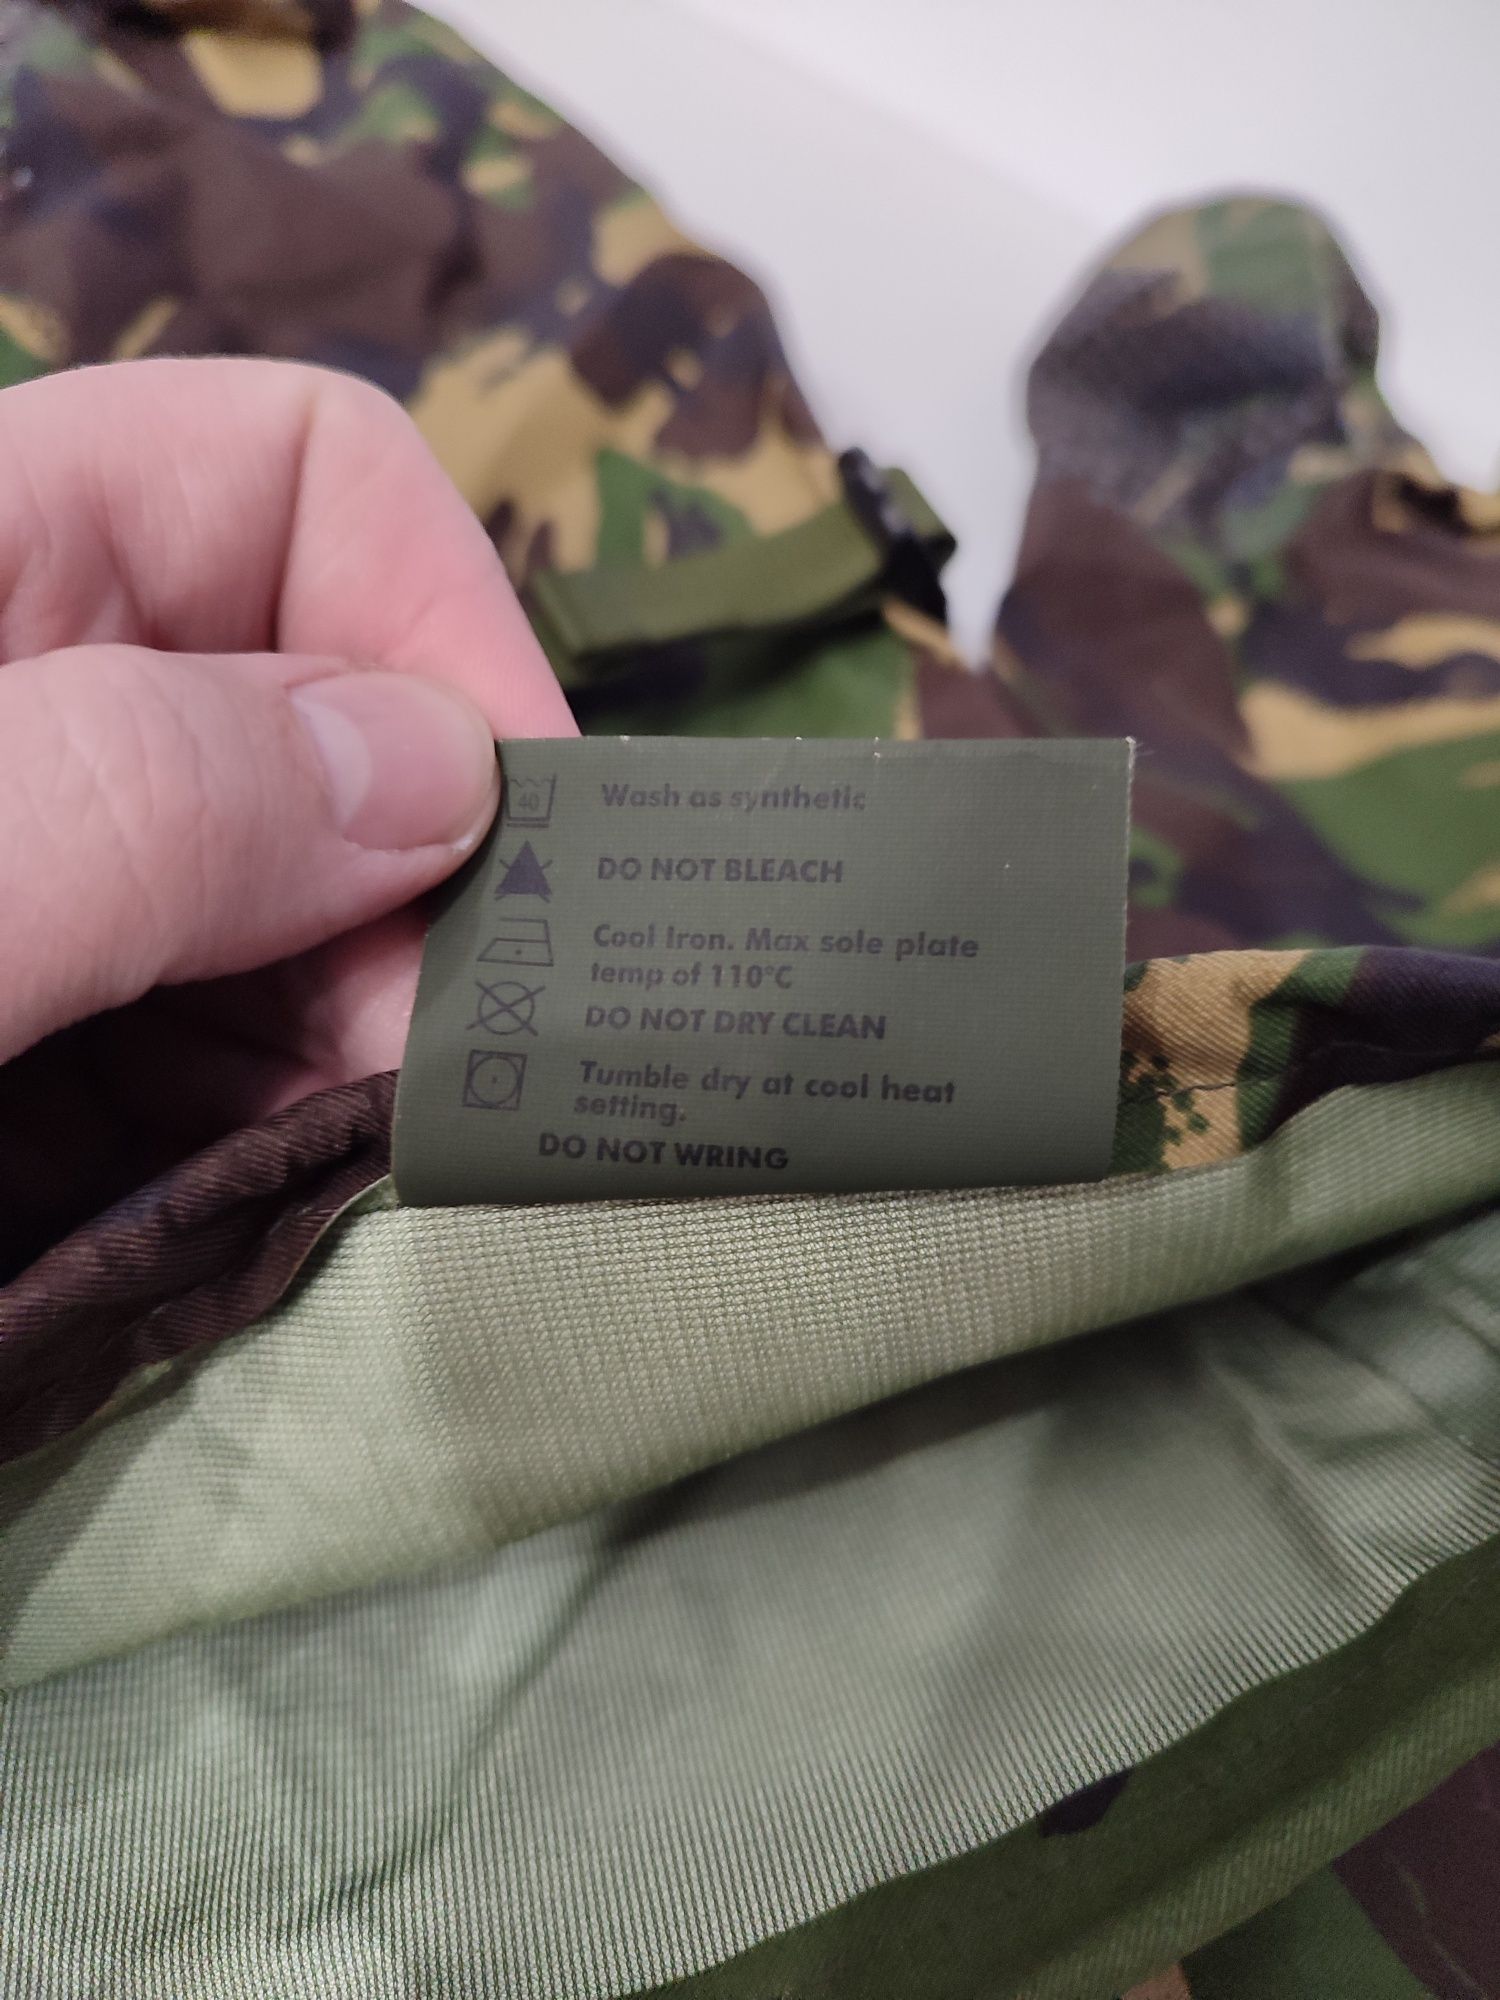 40 Wash as synthetic
DO NOT BLEACH
Cool Iron. Max sole plate
temp of 110°C
DO NOT DRY CLEAN
Tumble dry at cool heat
setting.
DO NOT WRING